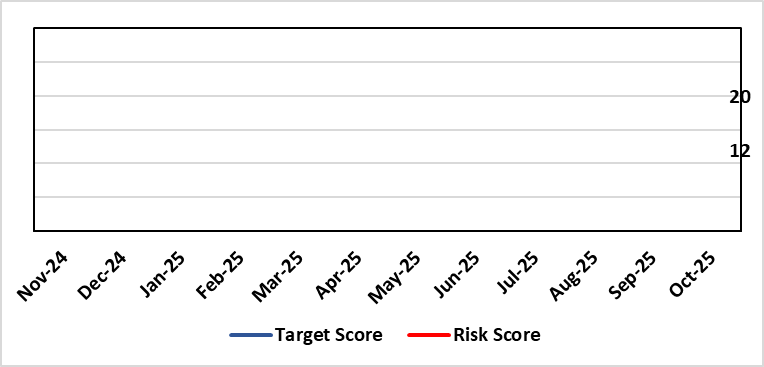 20
12
Nov-24
Dec-24
Jan-25
Feb-25
Mar-25
Apr-25
May-25
Jun-25
Jul-25
Aug-25
Sep-25
Oct-25
Target Score
Risk Score